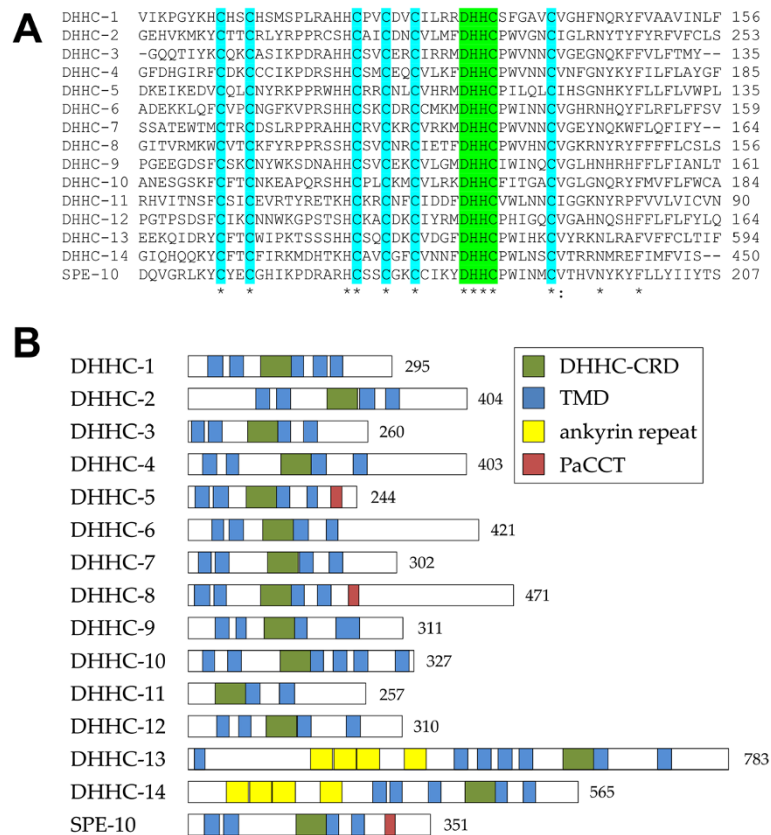 A
DHHC-1 VIKPGYKHCHSCHSMSPLRAHHCPVCDVCILRRDHHCSFGAVCVGHFNQRYFVAAVINLF 156
DHHC-2 GEHVKMKYCTTCRLYRPPRCSHCAICDNCVLMFDHHCPWVGNCIGLRNYTYFYRFVFCLS 253
DHHC-3 -GQQTIYKCQKCASIKPDRAHHCSVCERCIRRMDHHCPWVNNCVGEFNQKFFVLFTMY-- 135
DHHC-4 GFDHGIRFCDKCCCIKPDRSHHCSMCEQCVLKFDHHCPWVNNCVNFGNYKYFILFLAYGF 185
DHHC-5 DKEIKEDVCQLCNYRKPPRWHHCRRCNLCVHRMDHHCPILQLCIHSGNHKYFLLFLVWPL 135
DHHC-6 ADEKKLQFCVPCNGFKVPRSHHCSKCDRCCMKMDHHCPWINNCVGHRNHQYFLRFLFFSV 159
DHHC-7 SSATEWTMCTRCDSLRPPRAHHCRVCKRCVRKMDHHCPWVNNCVGEYNQKWFLQFIFY-- 164
DHHC-8 GITVRMKWCVTCKFYRPPRSSHCSVCNRCIETFDHHCPWVHNCVGKRNYRYFFFFLCSLS 156
DHHC-9 PGEEGDSFCSKCNYWKSDNAHHCSVCEKCVLGMDHHCIWINQCVGLHNHRHFFLFIANLT 161
DHHC-10 ANESGSKFCFTCNKEAPQRSHHCPLCKMCVLRKDHHCFITGACVGLGNQRYFMVFLFWCA 184
DHHC-11 RHVITNSFCSICEVRTYRETKHCKRCNFCIDDFDHHCVWLNNCIGGKNYRPFVVLVICVN 90
DHHC-12 PGTPSDSFCIKCNNWKGPSTSHCKACDKCIYRMDHHCPHIGQCVGAHNQSHFFLFLFYLQ 164
DHHC-13 EEKQIDRYCFTCWIPKTSSSHHCSQCDKCVDGFDHHCPWIHKCVYRKNLRAFVFFCLTIF 594
DHHC-14 GIQHQQKYCFTCFIRKMDHTKHCAVCGFCVNNFDHHCPWLNSCVTRRNMREFIMFVIS-- 450
SPE-10 DQVGRLKYCYECGHIKPDRARHCSSCGKCCIKYDHHCPWINMCVTHVNYKYFLLYIIYTS 207
* * ** * * **** *: * *
B
DHHC-1 295
DHHC-2 404
DHHC-3 260
DHHC-4 403
DHHC-5 244
DHHC-6 421
DHHC-7 302
DHHC-8 471
DHHC-9 311
DHHC-10 327
DHHC-11 257
DHHC-12 310
DHHC-13 783
DHHC-14 565
SPE-10 351
DHHC-CRD
TMD
ankyrin repeat
PaCCT